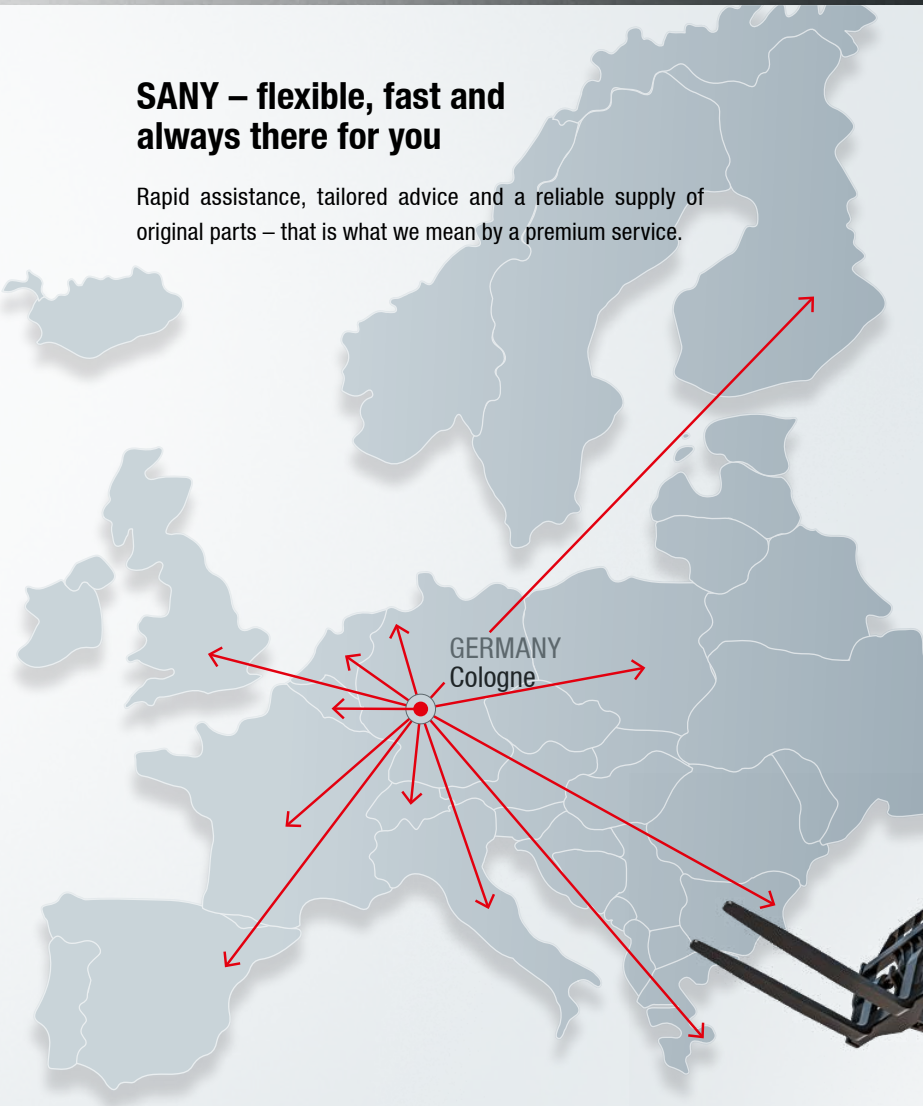 SANY – flexible, fast and
always there for you
Rapid assistance, tailored advice and a reliable supply of
original parts – that is what we mean by a premium service.
GERMANY
Cologne